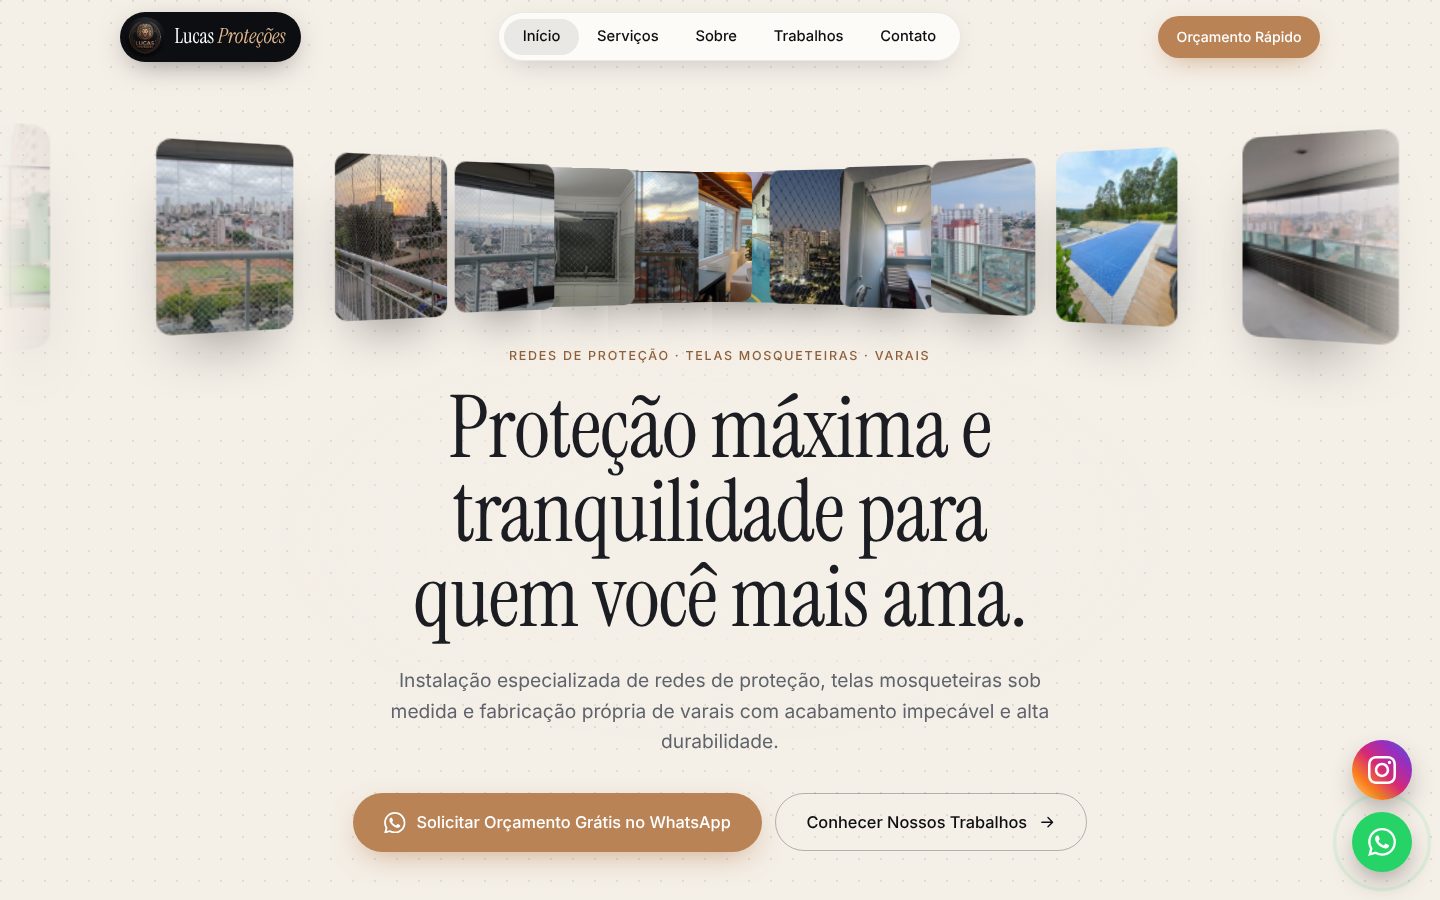 LUCAS
Lucas Proteções
Início
Serviços
Sobre
Trabalhos
Contato
Orçamento Rápido
REDES DE PROTEÇÃO · TELAS MOSQUETEIRAS · VARAIS
Proteção máxima e
tranquilidade para
quem você mais ama.
Instalação especializada de redes de proteção, telas mosqueteiras sob
medida e fabricação própria de varais com acabamento impecável e alta
durabilidade.
Solicitar Orçamento Grátis no WhatsApp
Conhecer Nossos Trabalhos →